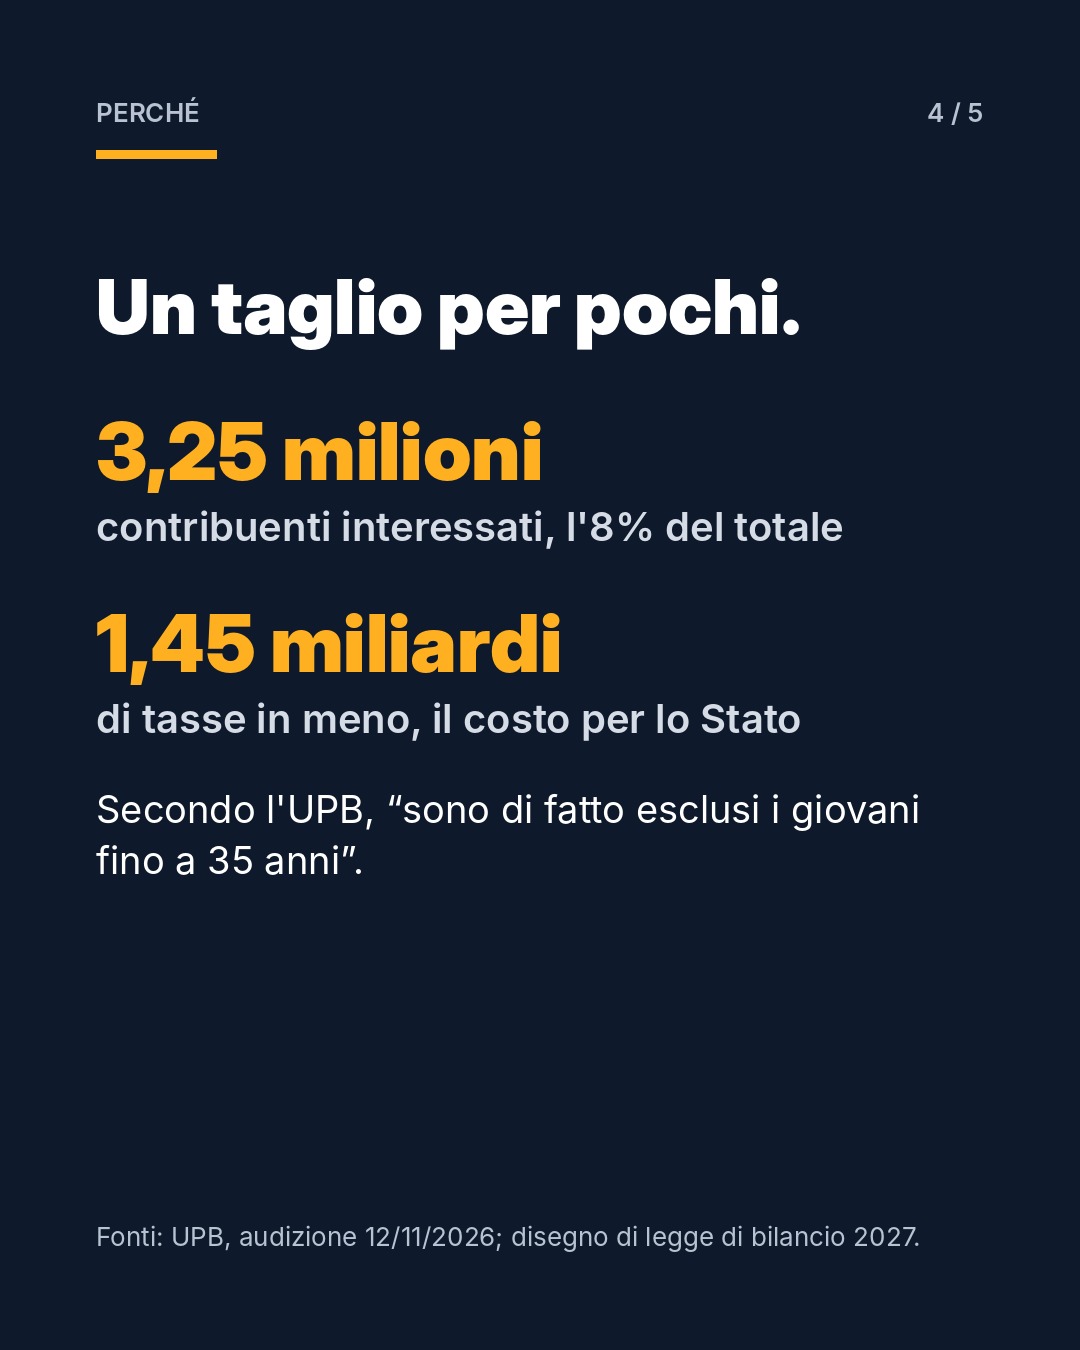 PERCHÉ
4 / 5
Un taglio per pochi.
3,25 milioni
contribuenti interessati, l'8% del totale
1,45 miliardi
di tasse in meno, il costo per lo Stato
Secondo l'UPB, “sono di fatto esclusi i giovani
fino a 35 anni”.
Fonti: UPB, audizione 12/11/2026; disegno di legge di bilancio 2027.